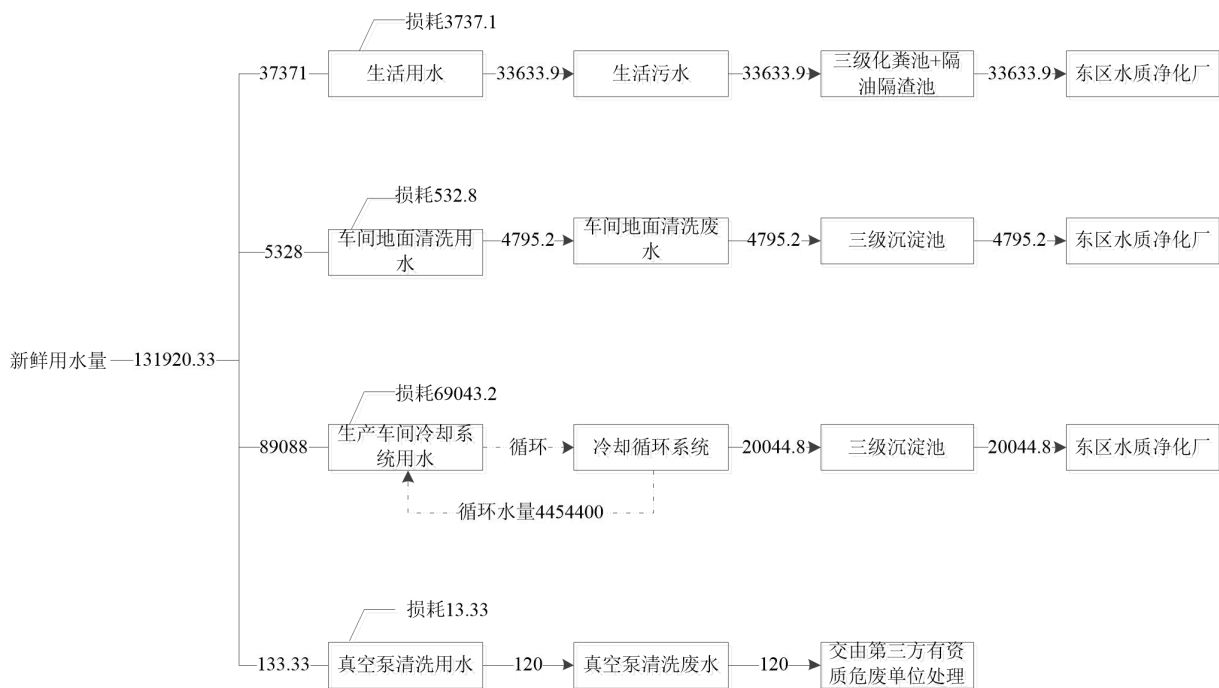 损耗3737.1
37371
生活用水
33633.9
生活污水
33633.9
三级化粪池+隔
油隔渣池
33633.9
东区水质净化厂
损耗532.8
5328
车间地面清洗用
水
4795.2
车间地面清洗废
水
4795.2
三级沉淀池
4795.2
东区水质净化厂
新鲜用水量
131920.33
损耗69043.2
89088
生产车间冷却系
统用水
循环
冷却循环系统
20044.8
三级沉淀池
20044.8
东区水质净化厂
循环水量4454400
损耗13.33
133.33
真空泵清洗用水
120
真空泵清洗废水
120
交由第三方有资
质危废单位处理